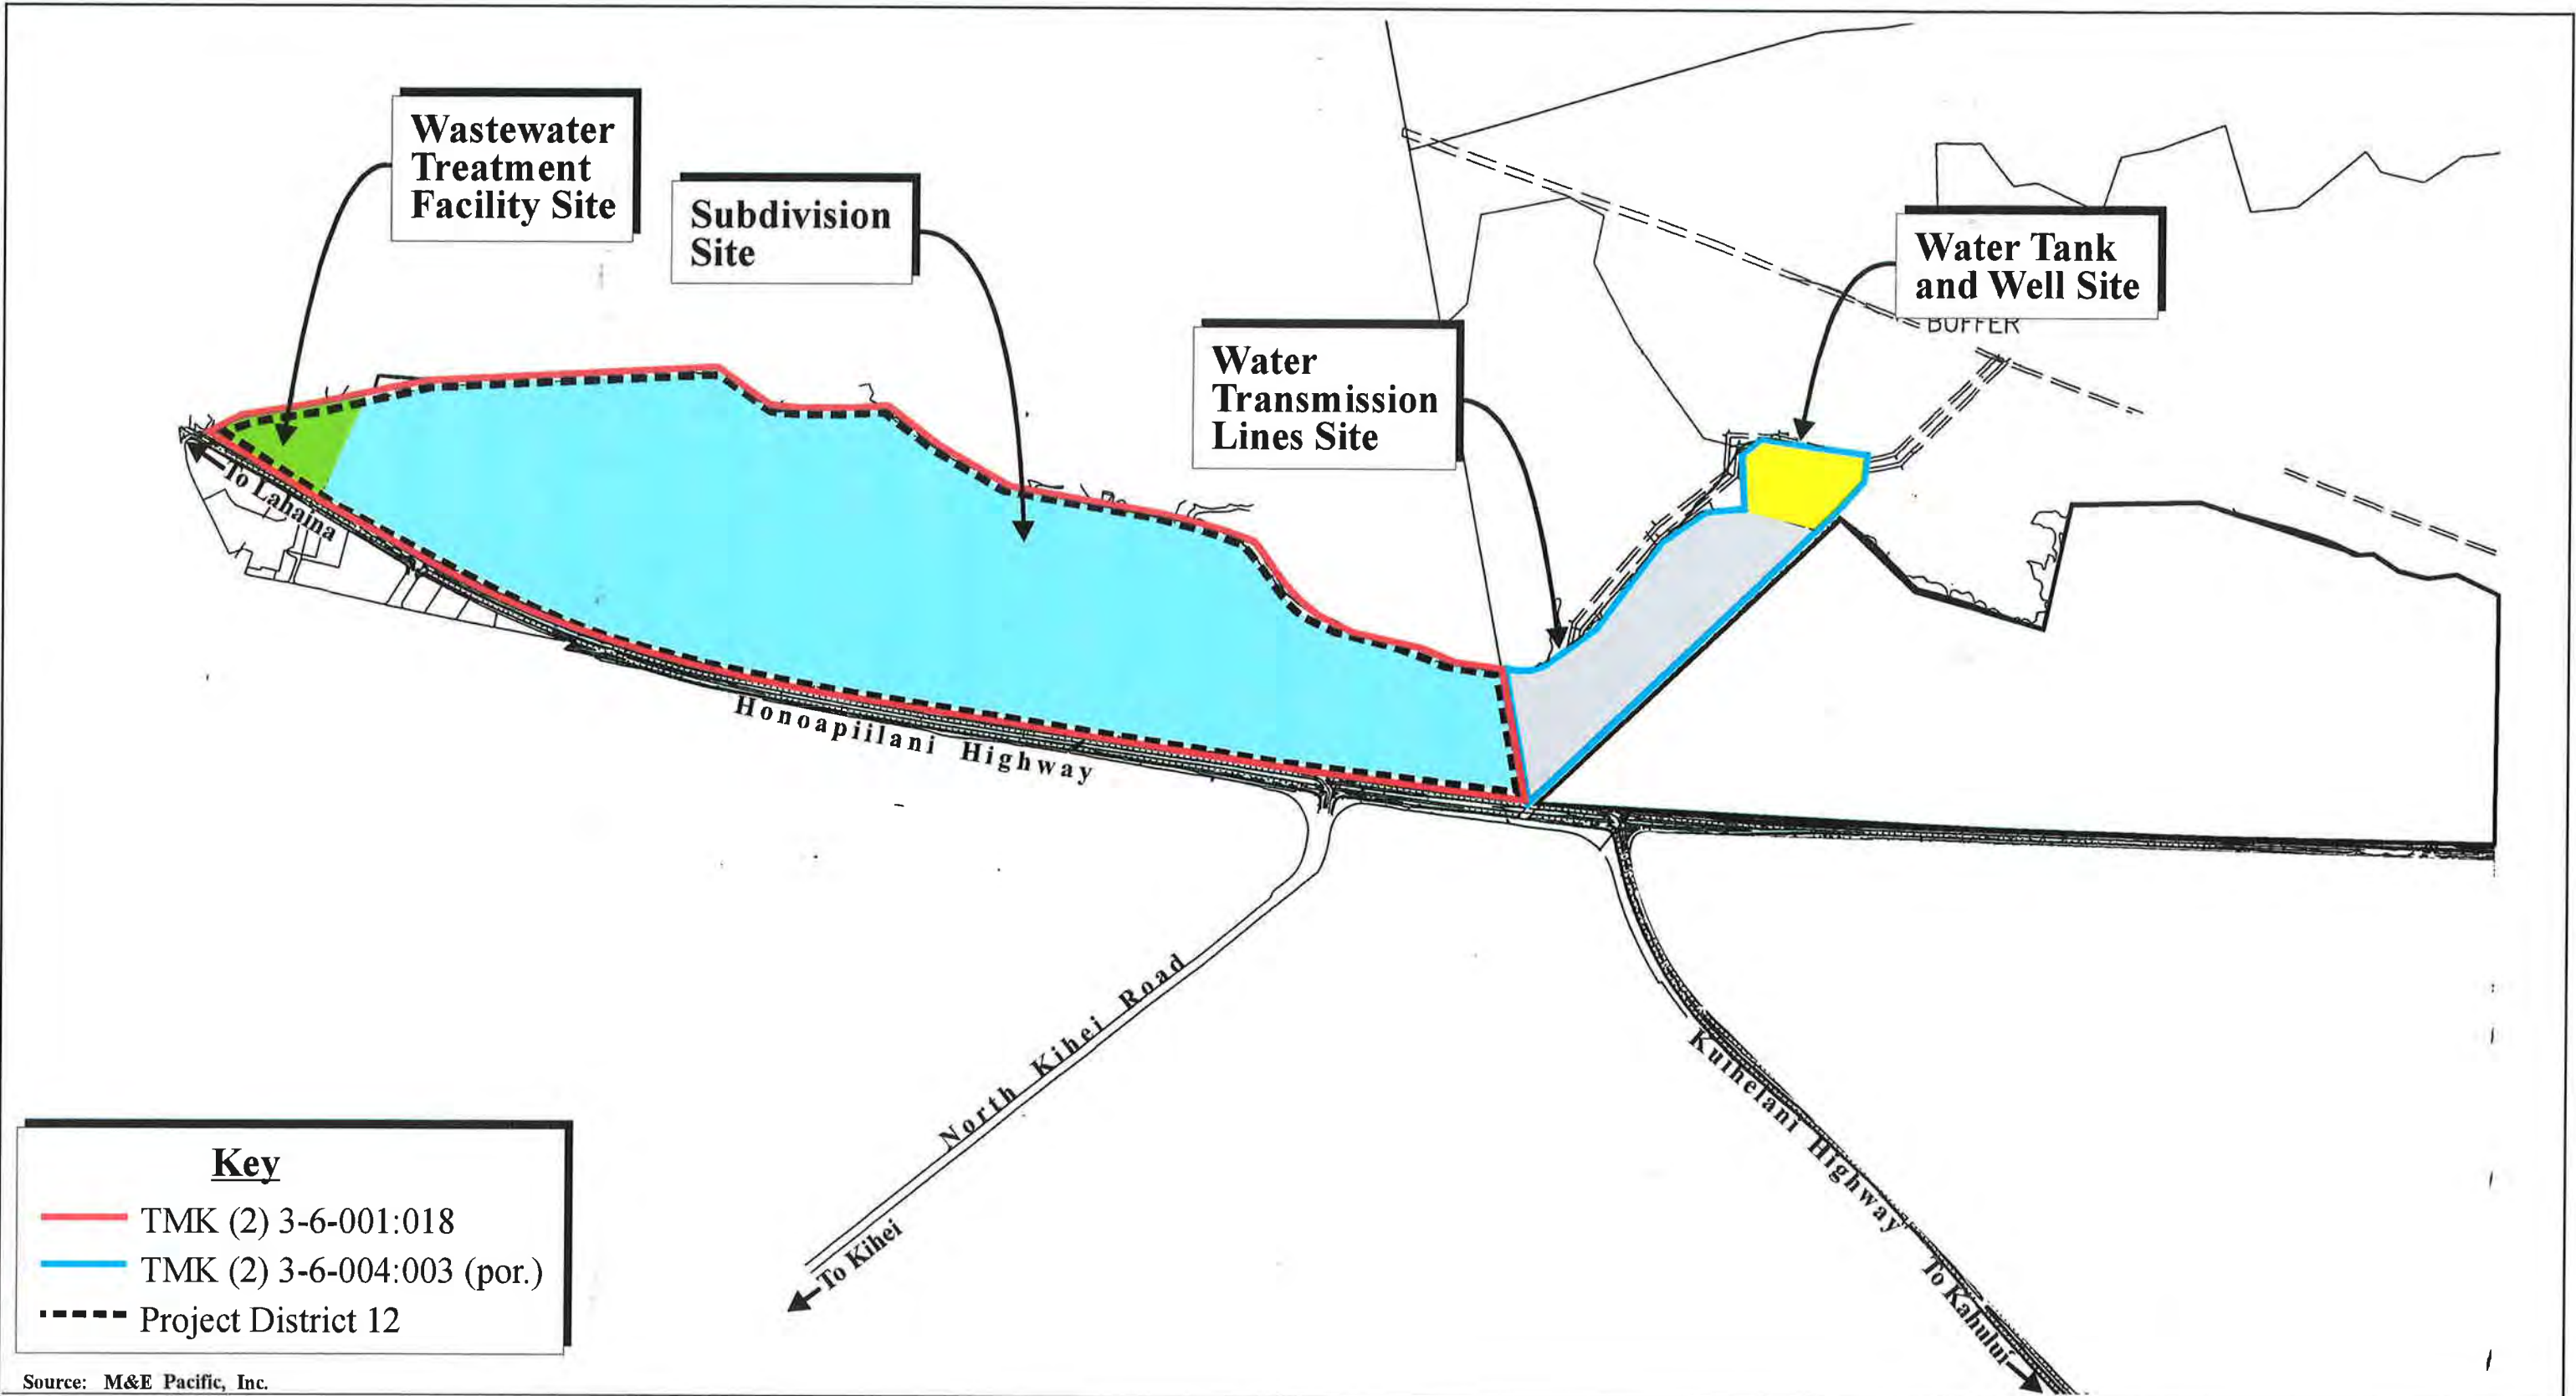 Wastewater
Treatment
Facility Site
Subdivision
Site
Water Tank
and Well Site
BUFFER
Water
Transmission
Lines Site
To Lahaina
Honoapiilani Highway
North Kihei Road
To Kihei
Kuihelani Highway
To Kahului
Key
TMK (2) 3-6-001:018
TMK (2) 3-6-004:003 (por.)
Project District 12
Source: M&E Pacific, Inc.